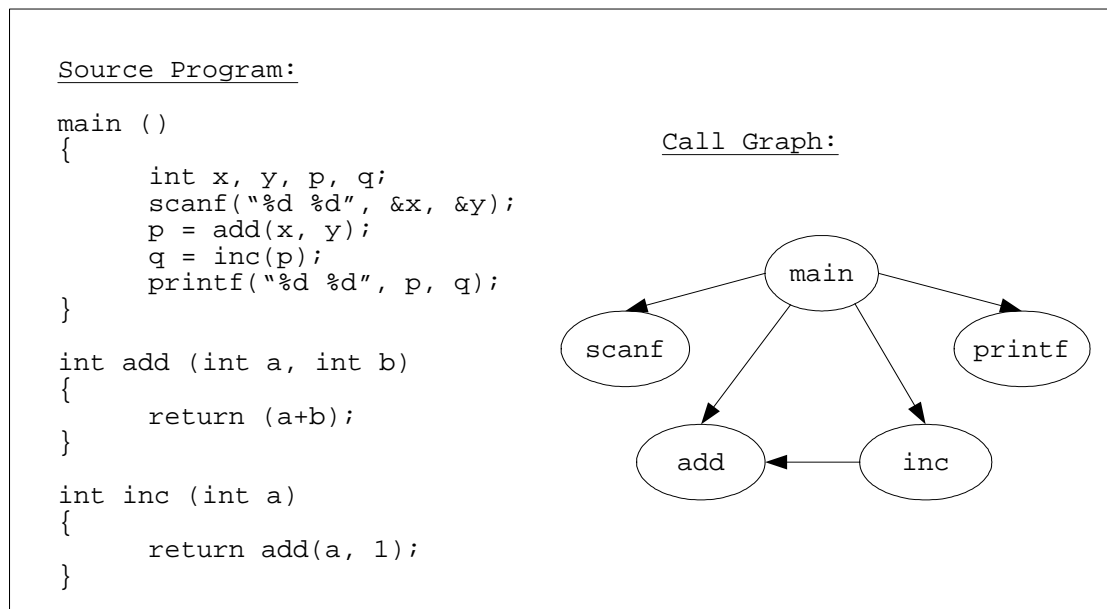 Source Program:
main ()
{
int x, y, p, q;
scanf(“%d %d”, &x, &y);
p = add(x, y);
q = inc(p);
printf(“%d %d”, p, q);
}
int add (int a, int b)
{
return (a+b);
}
int inc (int a)
{
return add(a, 1);
}
Call Graph:
main
scanf
printf
add
inc